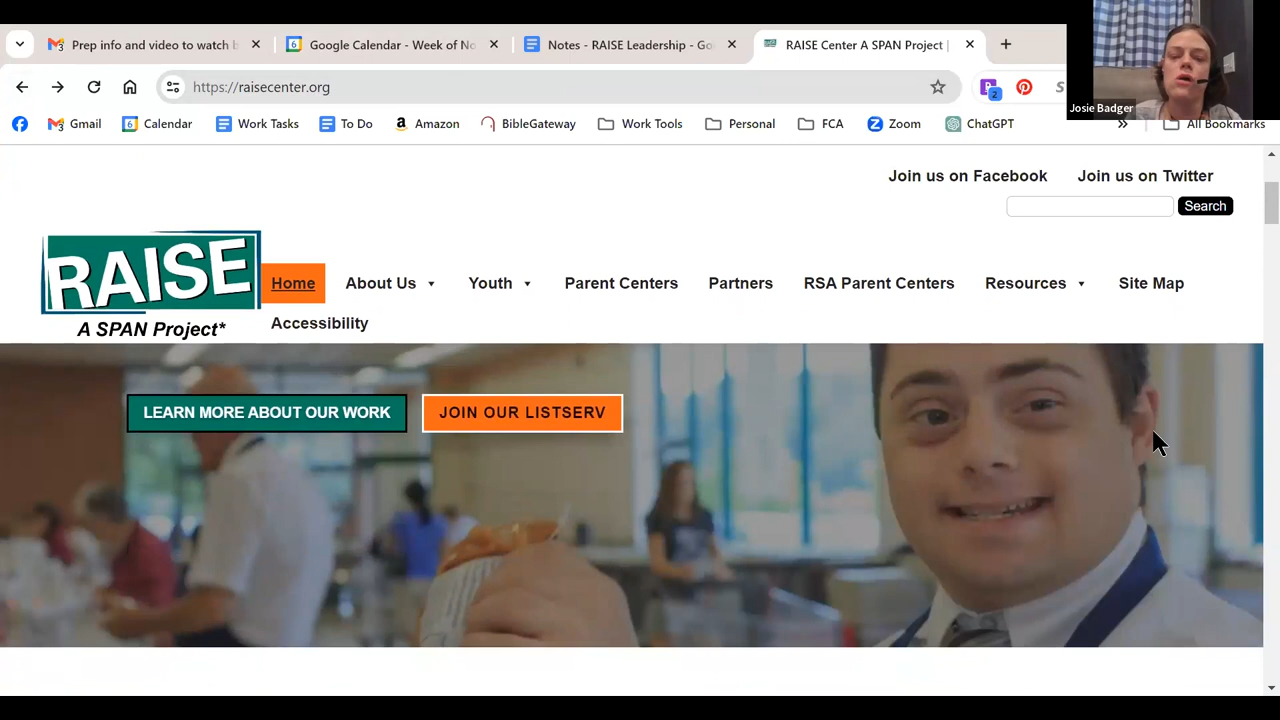 Prep info and video to watch b
Google Calendar - Week of No
Notes - RAISE Leadership - Go
RAISE Center A SPAN Project |
https://raisecenter.org
2
Josie Badger
Gmail
Calendar
Work Tasks
To Do
Amazon
BibleGateway
Work Tools
Personal
FCA
Zoom
ChatGPT
»
All Bookmarks
Join us on Facebook
Join us on Twitter
Search
RAISE
A SPAN Project*
Home
About Us
Youth
Parent Centers
Partners
RSA Parent Centers
Resources
Site Map
Accessibility
LEARN MORE ABOUT OUR WORK
JOIN OUR LISTSERV